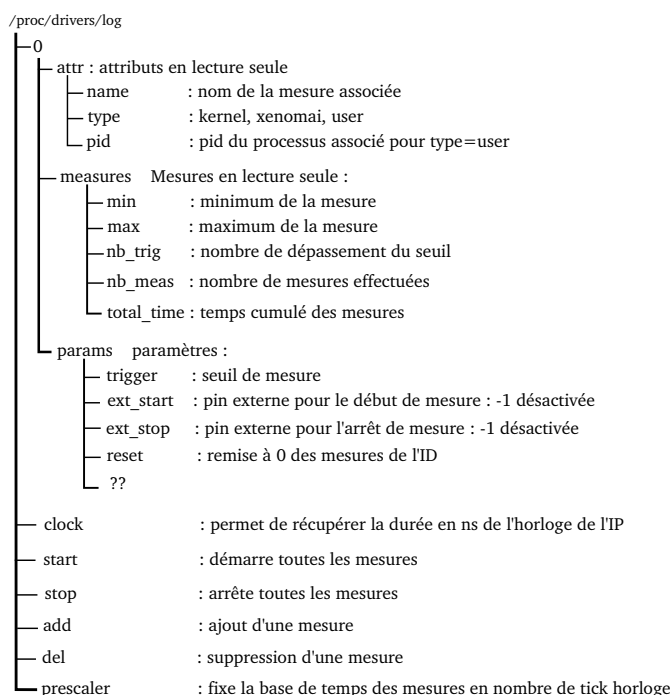 /proc/drivers/log
0
attr : attributs en lecture seule
name : nom de la mesure associée
type : kernel, xenomai, user
pid : pid du processus associé pour type=user
measures Mesures en lecture seule :
min : minimum de la mesure
max : maximum de la mesure
nb_trig : nombre de dépassement du seuil
nb_meas : nombre de mesures effectuées
total_time : temps cumulé des mesures
params paramètres :
trigger : seuil de mesure
ext_start : pin externe pour le début de mesure : -1 désactivée
ext_stop : pin externe pour l'arrêt de mesure : -1 désactivée
reset : remise à 0 des mesures de l'ID
??
clock : permet de récupérer la durée en ns de l'horloge de l'IP
start : démarre toutes les mesures
stop : arrête toutes les mesures
add : ajout d'une mesure
del : suppression d'une mesure
prescaler : fixe la base de temps des mesures en nombre de tick horloge